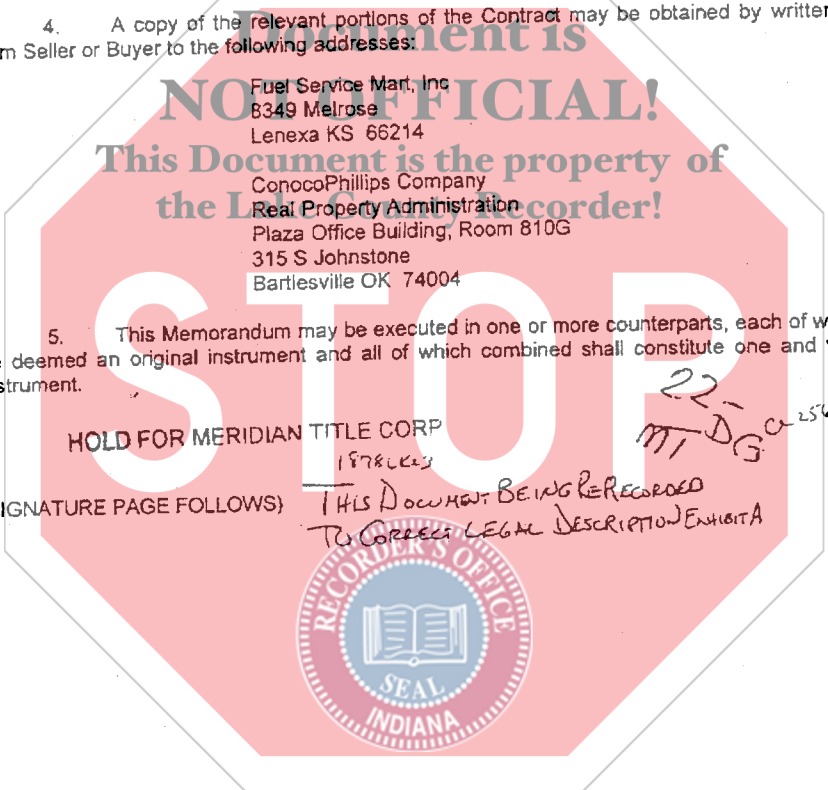 4. A copy of the relevant portions of the Contract may be obtained by written
m Seller or Buyer to the following addresses:
Document is
Fuel Service Mart, Inc
NOT OFFICIAL!
8349 Melrose
Lenexa KS 66214
This Document is the property of
ConocoPhillips Company
the Lake County Recorder!
Real Property Administration
Plaza Office Building, Room 810G
315 S Johnstone
Bartlesville OK 74004
STOP
5. This Memorandum may be executed in one or more counterparts, each of w
deemed an original instrument and all of which combined shall constitute one and
strument.
22-
HOLD FOR MERIDIAN TITLE CORP
MI DG
IGNATURE PAGE FOLLOWS)
THIS DOCUMENT BEING RERECORDED
TO CORRECT LEGAL DESCRIPTION EXHIBIT A
RECORDER'S OFFICE
SEAL
INDIANA